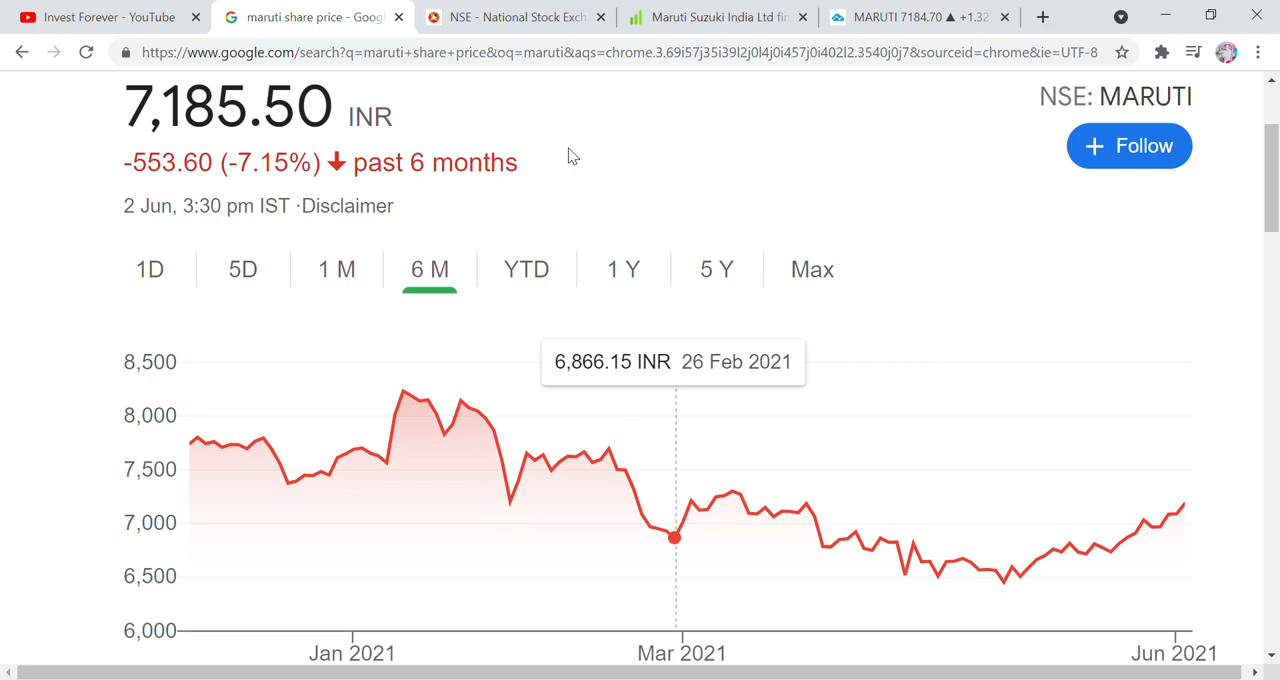 Invest Forever - YouTube
maruti share price - Googl
NSE - National Stock Exch
Maruti Suzuki India Ltd fin
MARUTI 7184.70 ▲ +1.32
https://www.google.com/search?q=maruti+share+price&oq=maruti&aqs=chrome.3.69i57j35i39l2j0l4j0i457j0i402l2.3540j0j7&sourceid=chrome&ie=UTF-8
7,185.50 INR
NSE: MARUTI
+ Follow
-553.60 (-7.15%) ↓ past 6 months
2 Jun, 3:30 pm IST ·Disclaimer
1D 5D 1 M 6 M YTD 1 Y 5 Y Max
6,866.15 INR 26 Feb 2021
8,500
8,000
7,500
7,000
6,500
6,000
Jan 2021 Mar 2021 Jun 2021